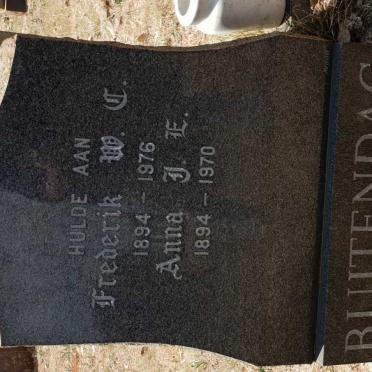 HULDE AAN
Frederik W. C.
1894 - 1976
Anna J. E.
1894 - 1970
BUITENDAG